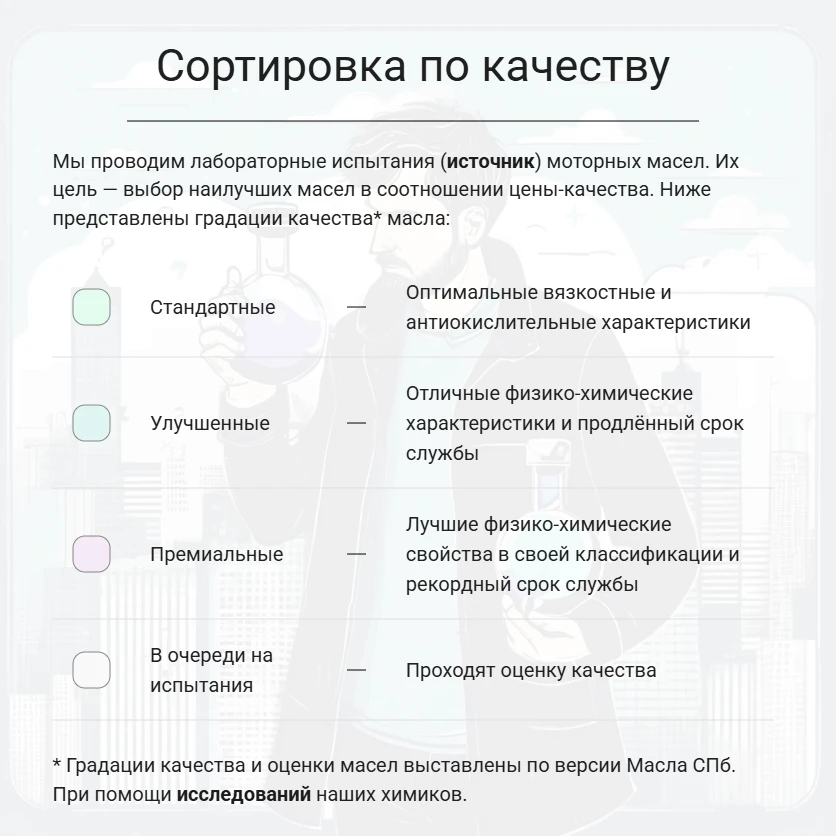 Сортировка по качеству
Мы проводим лабораторные испытания (источник) моторных масел. Их
цель — выбор наилучших масел в соотношении цены-качества. Ниже
представлены градации качества* масла:
Стандартные — Оптимальные вязкостные и
антиокислительные характеристики
Улучшенные — Отличные физико-химические
характеристики и продлённый срок
службы
Премиальные — Лучшие физико-химические
свойства в своей классификации и
рекордный срок службы
В очереди на
испытания — Проходят оценку качества
* Градации качества и оценки масел выставлены по версии Масла СПб.
При помощи исследований наших химиков.